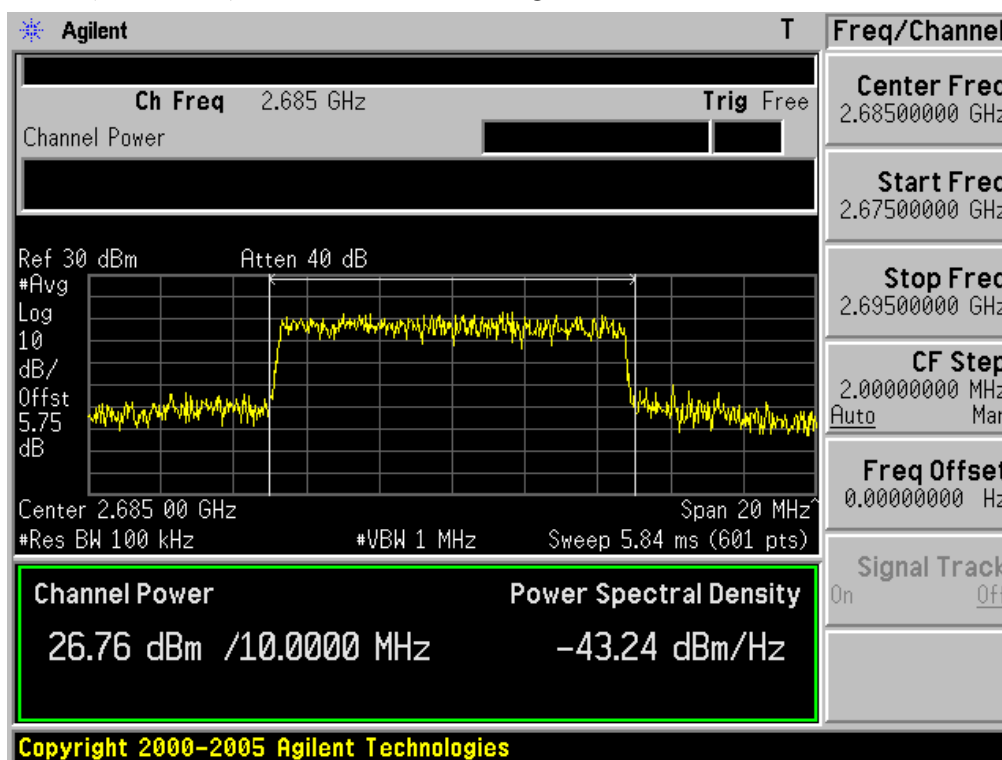 Agilent T
Freq/Channel
Ch Freq 2.685 GHz Trig Free
Channel Power
Ref 30 dBm Atten 40 dB
#Avg
Log
10
dB/
Offst
5.75
dB
Center 2.685 00 GHz Span 20 MHz^
#Res BW 100 kHz #VBW 1 MHz Sweep 5.84 ms (601 pts)
Channel Power Power Spectral Density
26.76 dBm /10.0000 MHz -43.24 dBm/Hz
Copyright 2000-2005 Agilent Technologies
Center Freq
2.68500000 GHz
Start Freq
2.67500000 GHz
Stop Freq
2.69500000 GHz
CF Step
2.00000000 MHz
Auto Man
Freq Offset
0.00000000 Hz
Signal Track
On Off